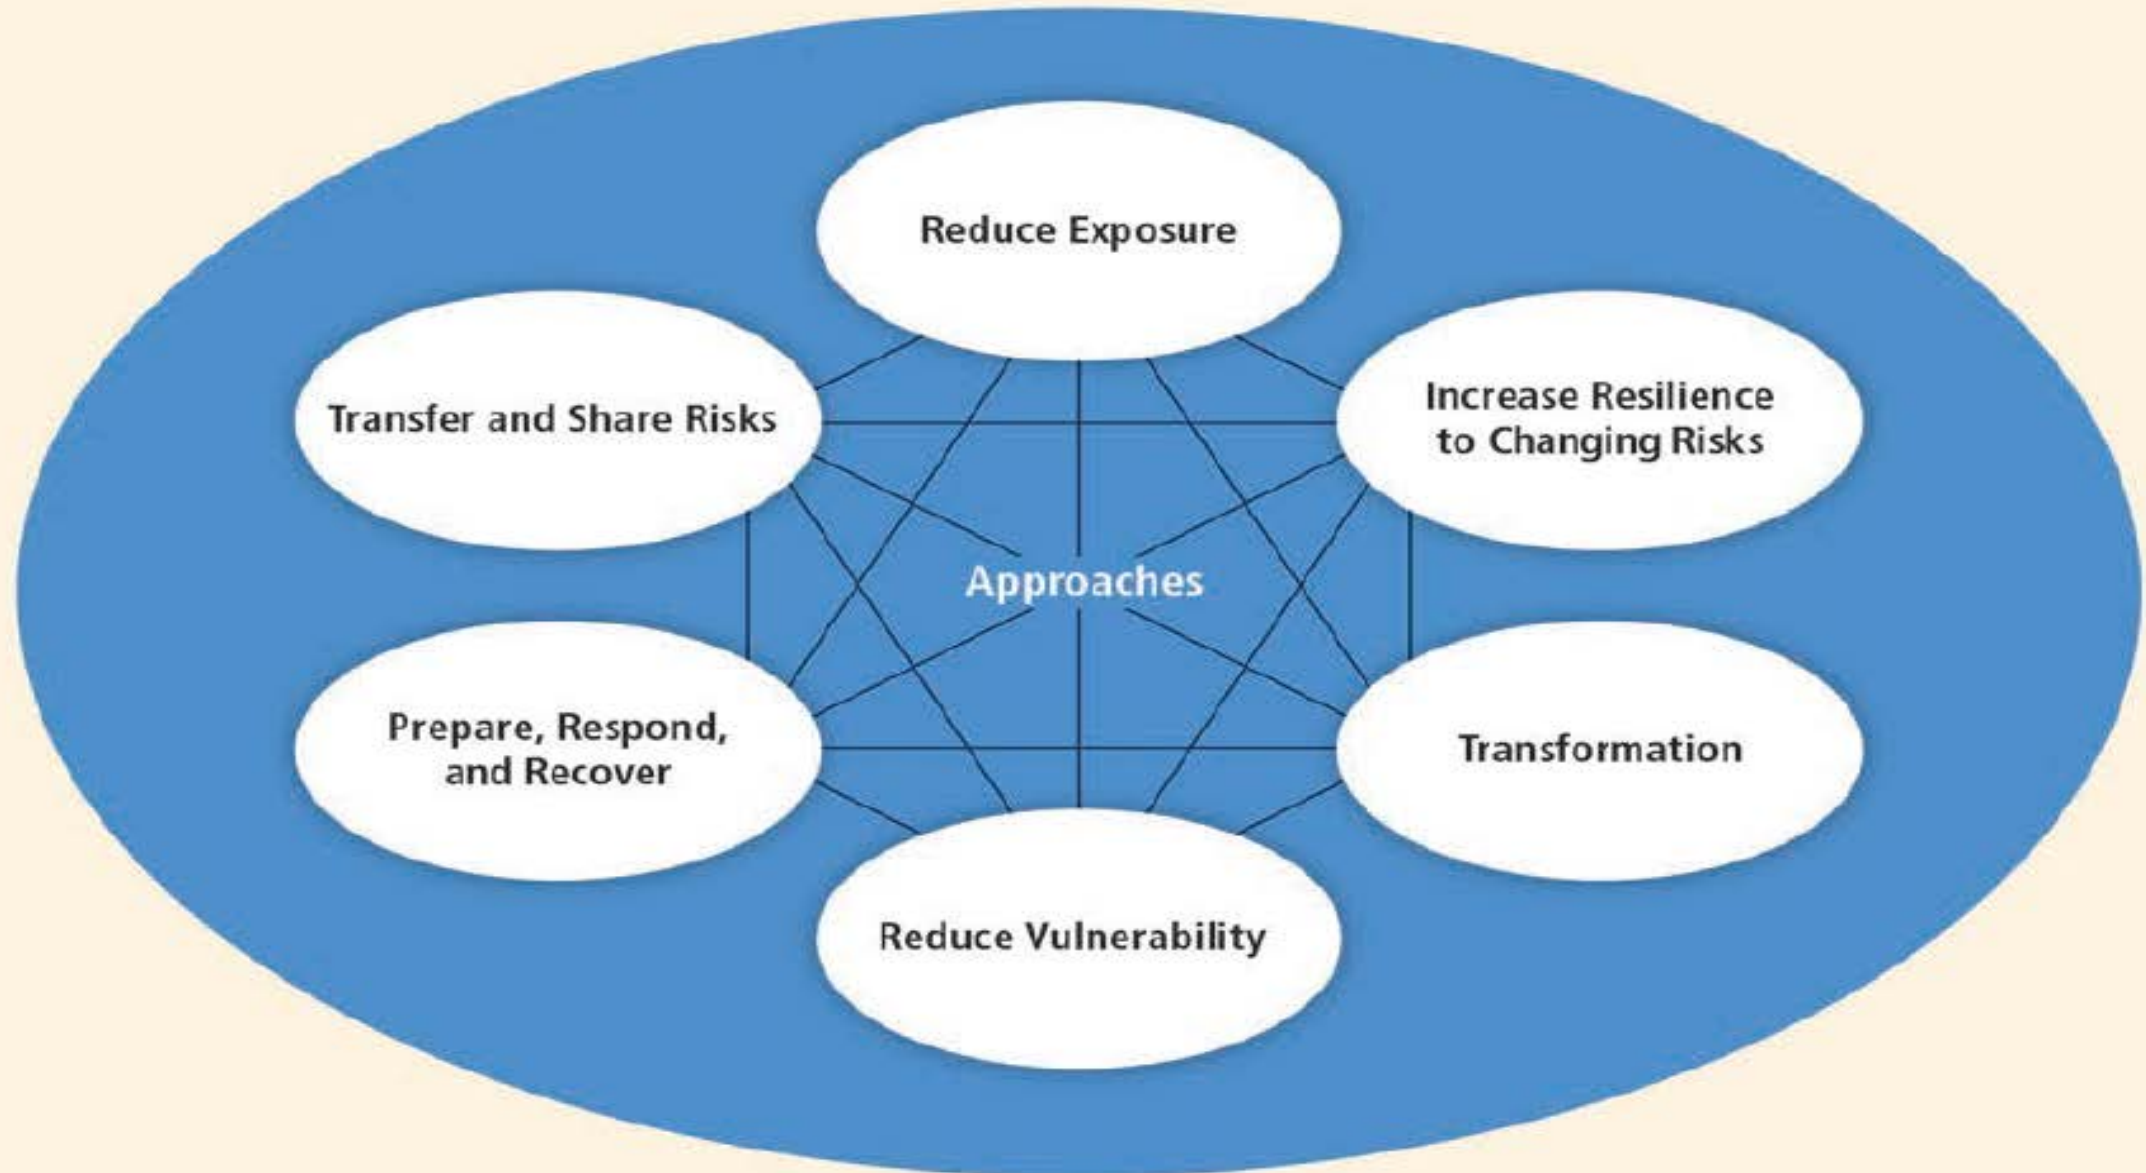 Reduce Exposure
Transfer and Share Risks
Increase Resilience
to Changing Risks
Approaches
Prepare, Respond,
and Recover
Transformation
Reduce Vulnerability